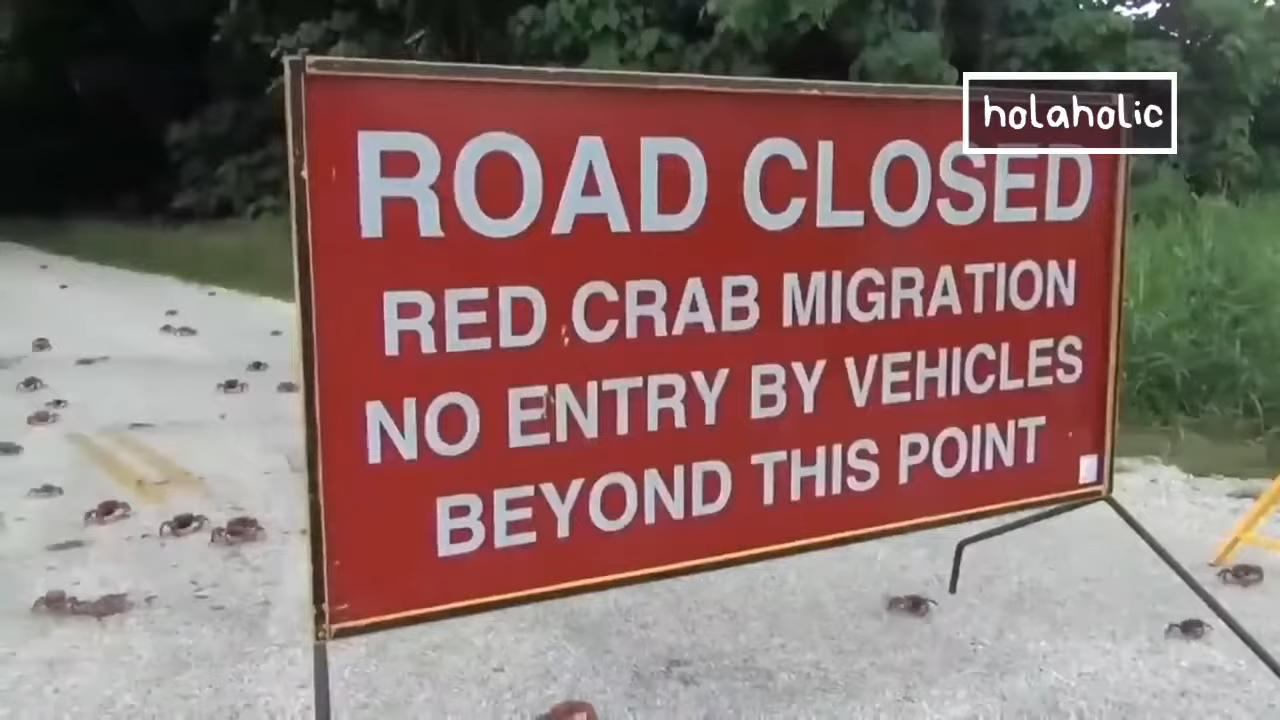 holaholic
ROAD CLOSED
RED CRAB MIGRATION
NO ENTRY BY VEHICLES
BEYOND THIS POINT